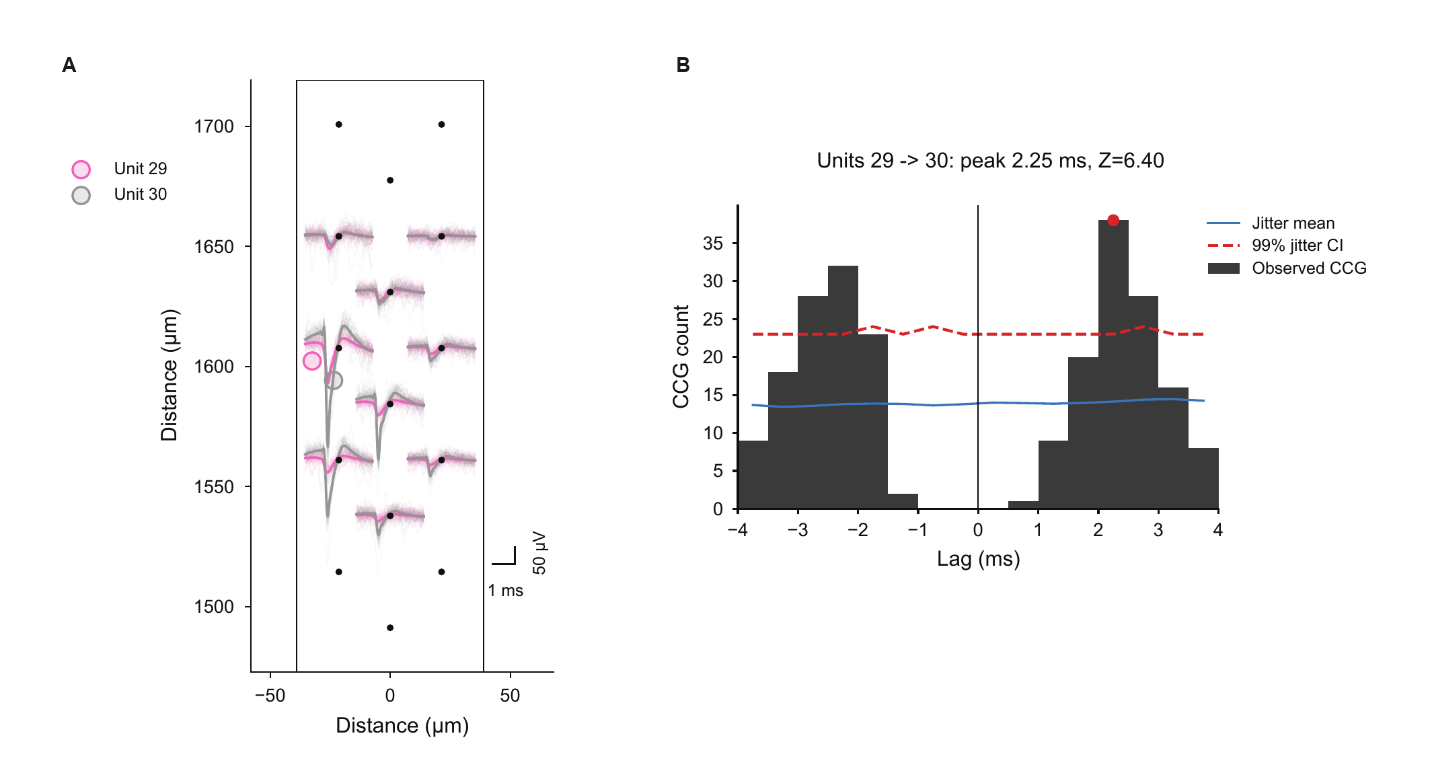 A
Unit 29
Unit 30
Distance (µm)
1700
1650
1600
1550
1500
50 µV
1 ms
−50
0
50
Distance (µm)
B
Units 29 -> 30: peak 2.25 ms, Z=6.40
Jitter mean
99% jitter CI
Observed CCG
CCG count
35
30
25
20
15
10
5
0
−4
−3
−2
−1
0
1
2
3
4
Lag (ms)